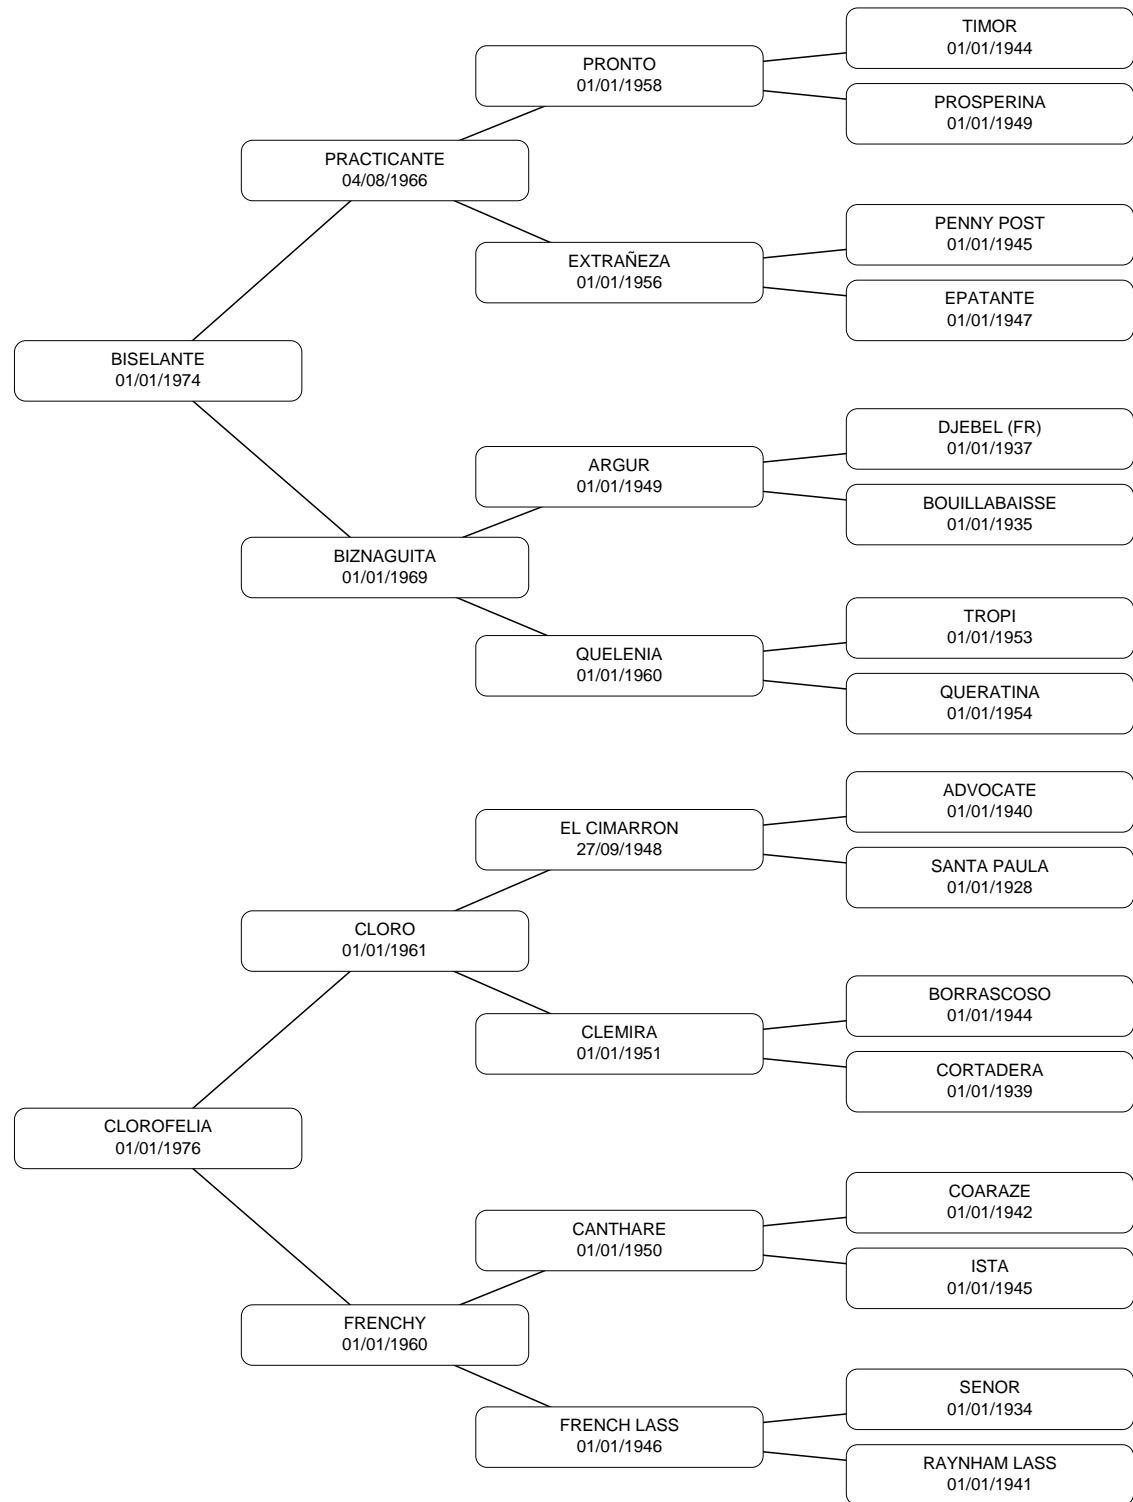 TIMOR
01/01/1944
PRONTO
01/01/1958
PROSPERINA
01/01/1949
PRACTICANTE
04/08/1966
PENNY POST
01/01/1945
EXTRAÑEZA
01/01/1956
EPATANTE
01/01/1947
BISELANTE
01/01/1974
DJEBEL (FR)
01/01/1937
ARGUR
01/01/1949
BOUILLABAISSE
01/01/1935
BIZNAGUITA
01/01/1969
TROPI
01/01/1953
QUELENIA
01/01/1960
QUERATINA
01/01/1954
ADVOCATE
01/01/1940
EL CIMARRON
27/09/1948
SANTA PAULA
01/01/1928
CLORO
01/01/1961
BORRASCOSO
01/01/1944
CLEMIRA
01/01/1951
CORTADERA
01/01/1939
CLOROFELIA
01/01/1976
COARAZE
01/01/1942
CANTHARE
01/01/1950
ISTA
01/01/1945
FRENCHY
01/01/1960
SENOR
01/01/1934
FRENCH LASS
01/01/1946
RAYNHAM LASS
01/01/1941